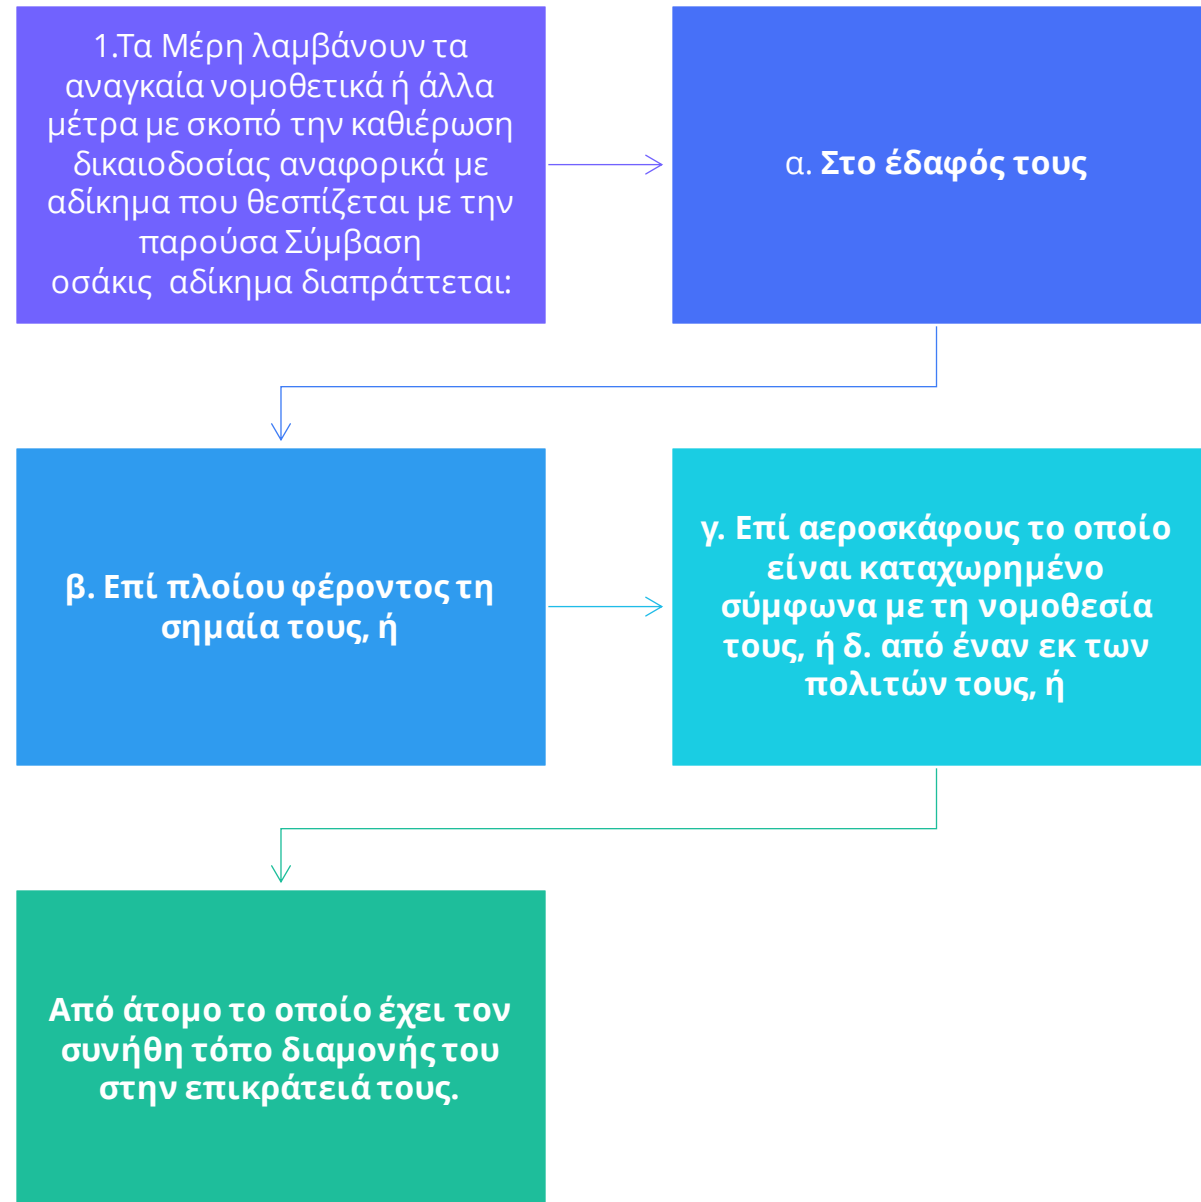 1.Τα Μέρη λαμβάνουν τα
αναγκαία νομοθετικά ή άλλα
μέτρα με σκοπό την καθιέρωση
δικαιοδοσίας αναφορικά με
αδίκημα που θεσπίζεται με την
παρούσα Σύμβαση
οσάκις  αδίκημα διαπράττεται:
α. Στο έδαφός τους
β. Επί πλοίου φέροντος τη
σημαία τους, ή
γ. Επί αεροσκάφους το οποίο
είναι καταχωρημένο
σύμφωνα με τη νομοθεσία
τους, ή δ. από έναν εκ των
πολιτών τους, ή
Από άτομο το οποίο έχει τον
συνήθη τόπο διαμονής του
στην επικράτειά τους.